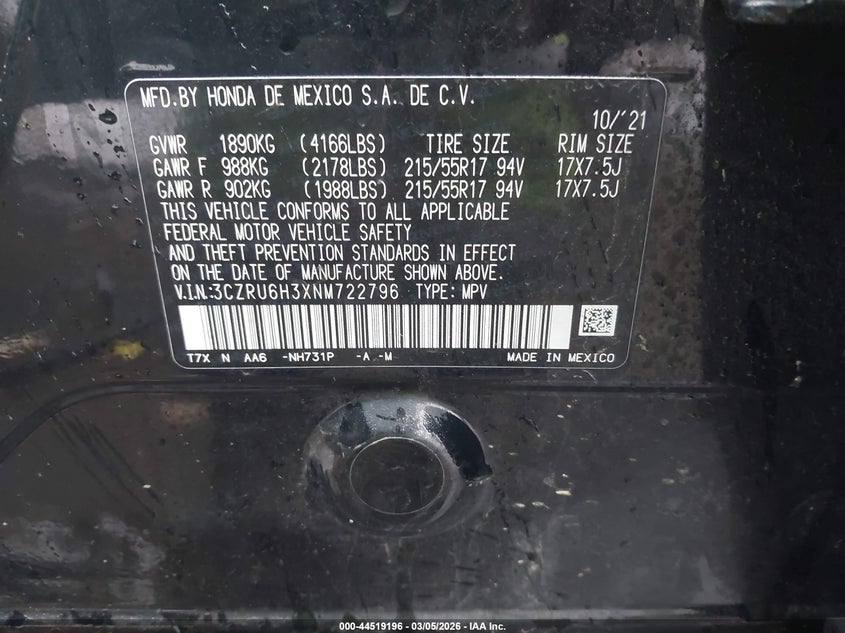 MFD.BY HONDA DE MEXICO S.A. DE C.V.
10/'21
GVWR 1890KG (4166LBS) TIRE SIZE RIM SIZE
GAWR F 988KG (2178LBS) 215/55R17 94V 17X7.5J
GAWR R 902KG (1988LBS) 215/55R17 94V 17X7.5J
THIS VEHICLE CONFORMS TO ALL APPLICABLE
FEDERAL MOTOR VEHICLE SAFETY
AND THEFT PREVENTION STANDARDS IN EFFECT
ON THE DATE OF MANUFACTURE SHOWN ABOVE.
V.I.N:3CZRU6H3XNM722796 TYPE: MPV
T7X N AA6 -NH731P -A -M MADE IN MEXICO
000-44519196 - 03/05/2026 - IAA Inc.